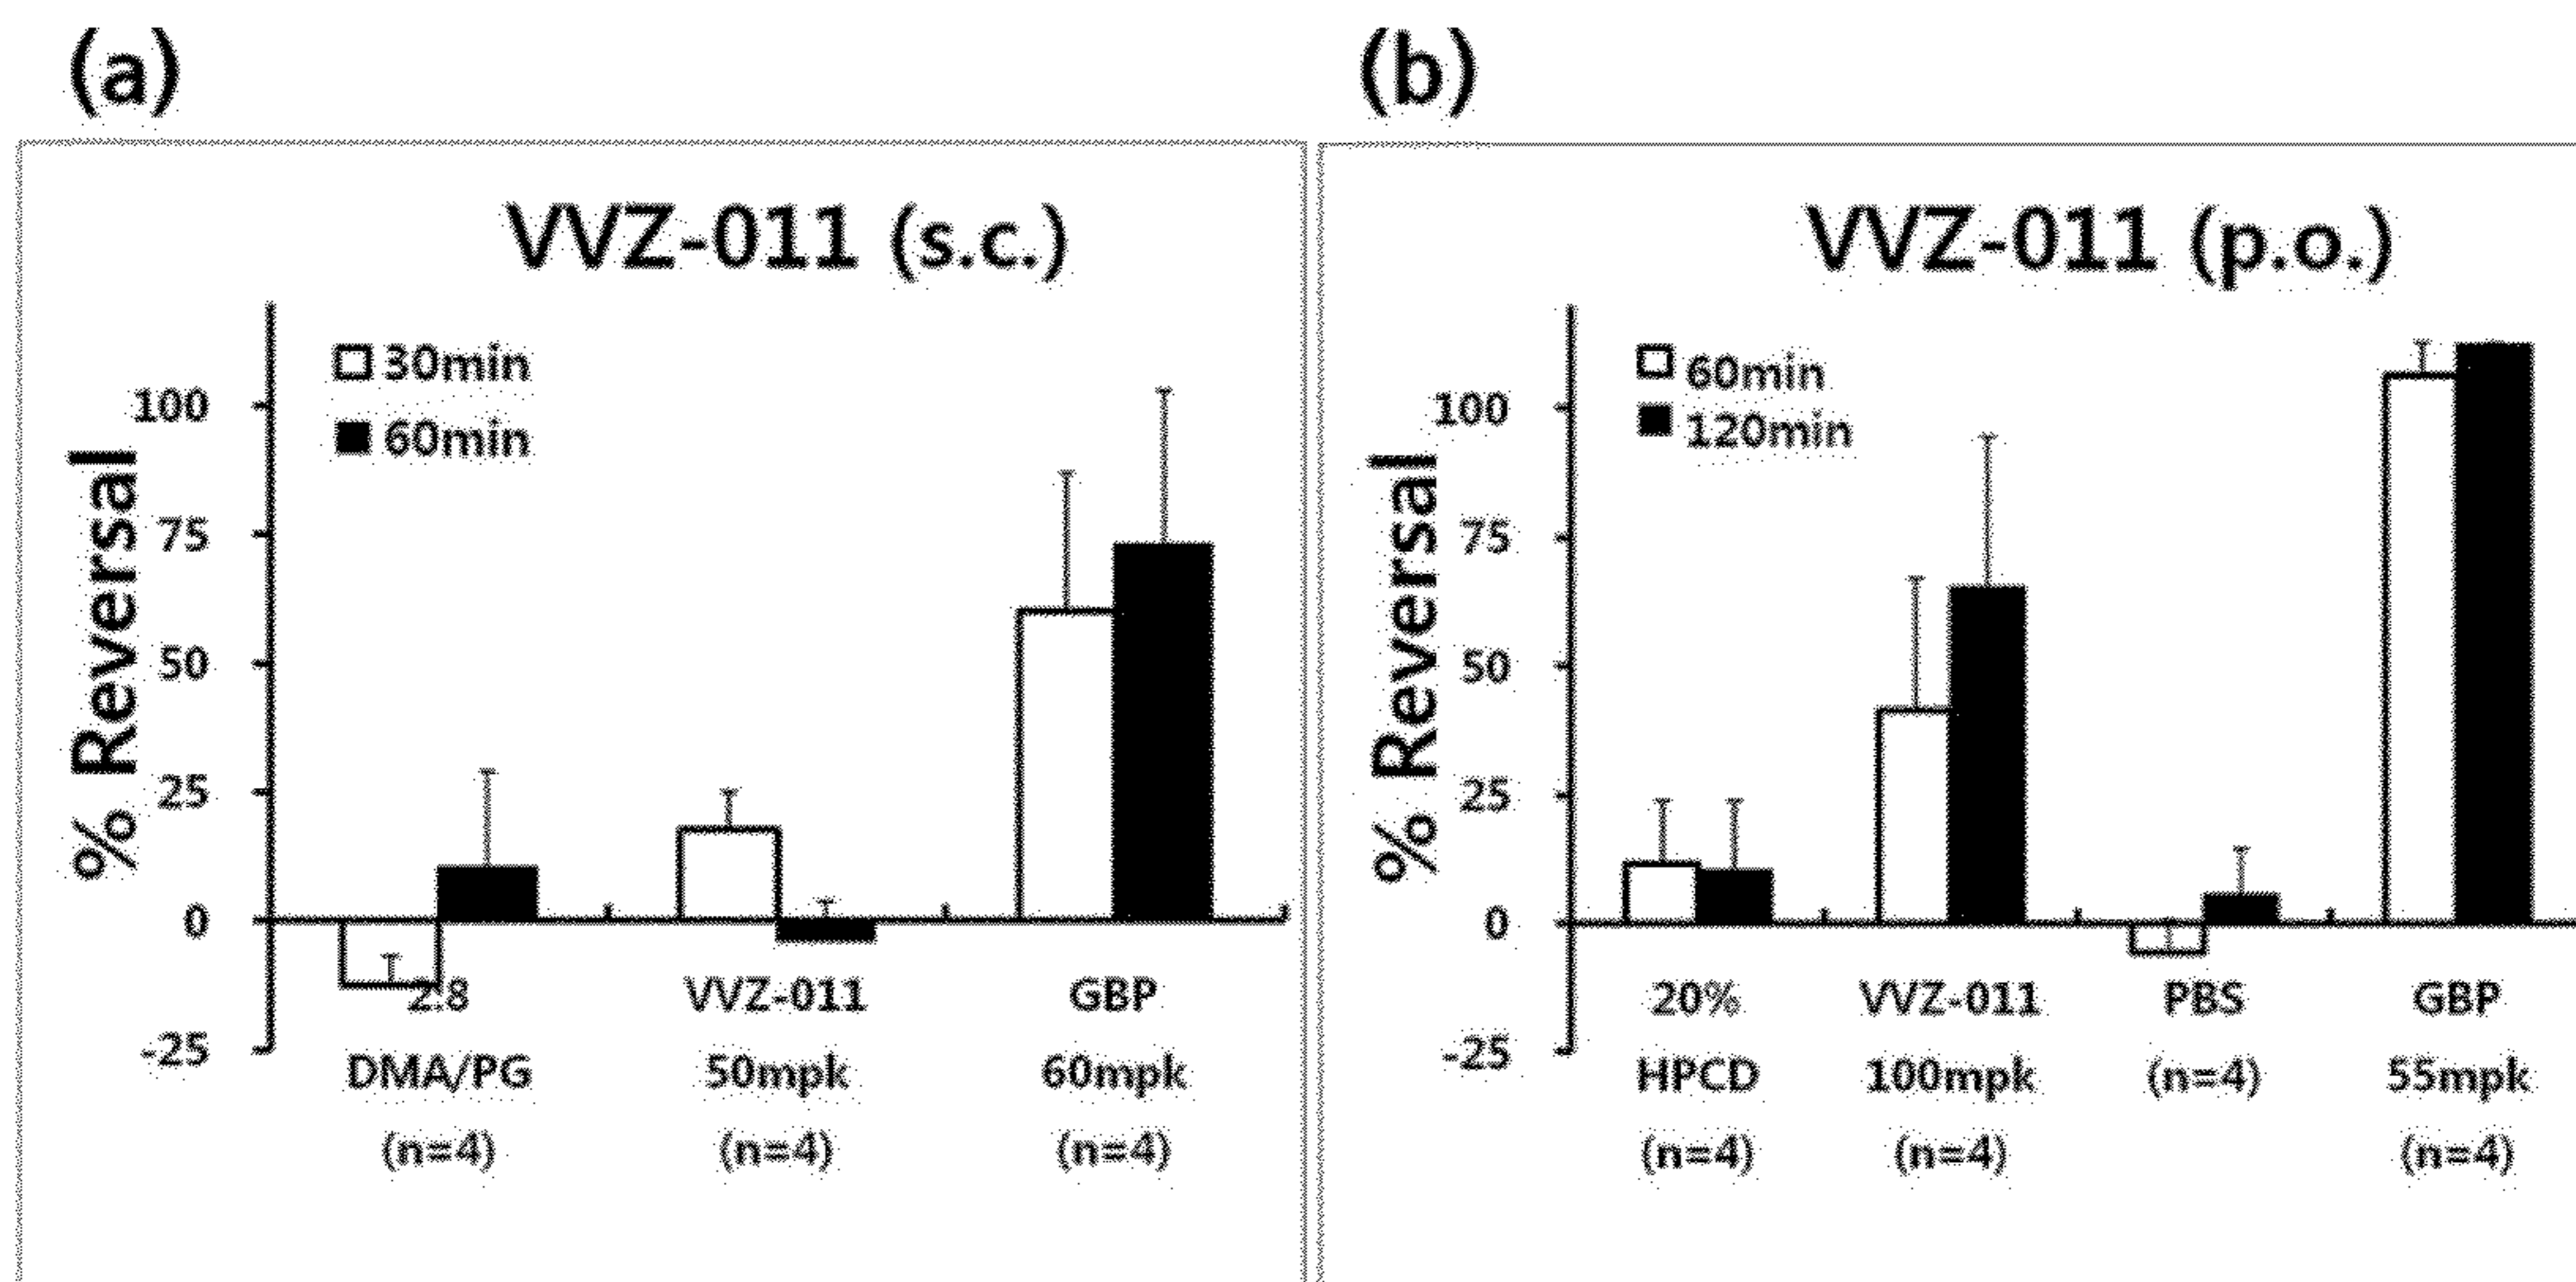 (a)
VVZ-011 (s.c.)
30min
60min
% Reversal
100
75
50
25
0
-25
2.8
DMA/PG
(n=4)
VVZ-011
50mpk
(n=4)
GBP
60mpk
(n=4)
(b)
VVZ-011 (p.o.)
60min
120min
% Reversal
100
75
50
25
0
-25
20%
HPCD
(n=4)
VVZ-011
100mpk
(n=4)
PBS
(n=4)
GBP
55mpk
(n=4)